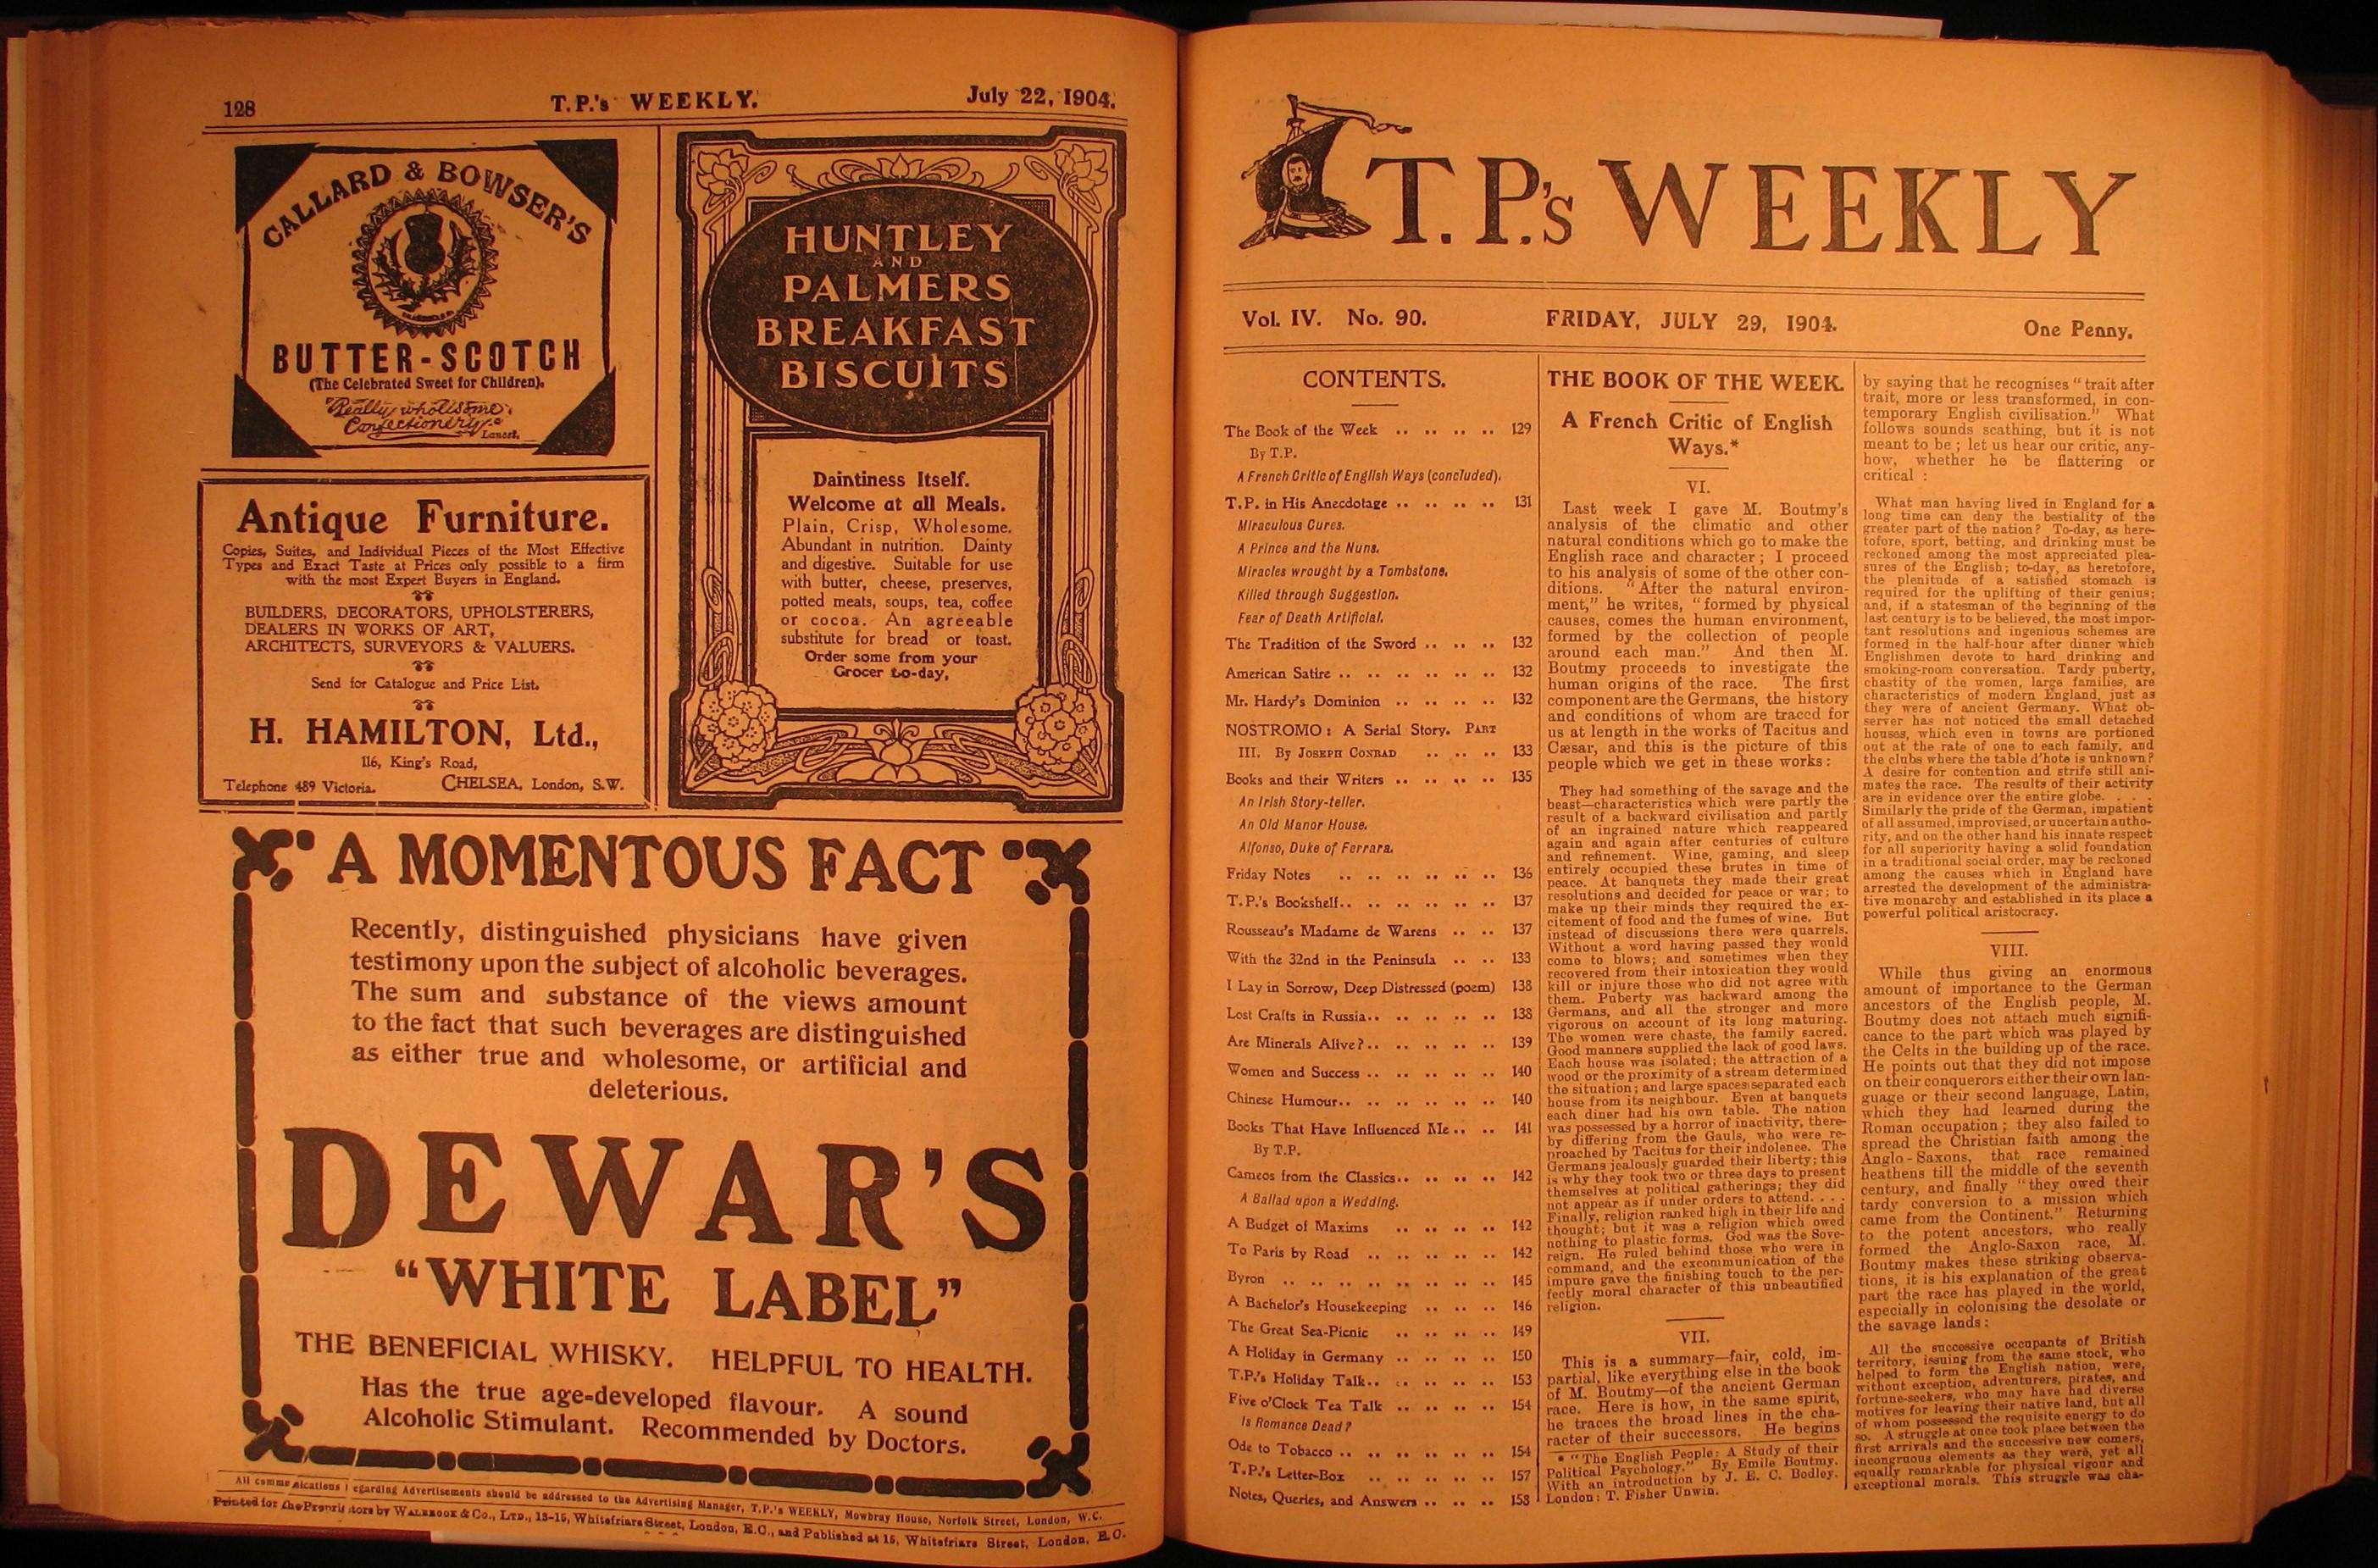 128
T.P.'s WEEKLY.
July 22, 1904.
CALLARD & BOWSER'S
BUTTER-SCOTCH
(The Celebrated Sweet for Children).
"Really wholesome
Confectionery."
Lancet.
Antique Furniture.
Copies, Suites, and Individual Pieces of the Most Effective
Types and Exact Taste at Prices only possible to a firm
with the most Expert Buyers in England.
BUILDERS, DECORATORS, UPHOLSTERERS,
DEALERS IN WORKS OF ART,
ARCHITECTS, SURVEYORS & VALUERS.
Send for Catalogue and Price List.
H. HAMILTON, Ltd.,
116, King's Road,
Telephone 489 Victoria. CHELSEA, London, S.W.
HUNTLEY
AND
PALMERS
BREAKFAST
BISCUITS
Daintiness Itself.
Welcome at all Meals.
Plain, Crisp, Wholesome.
Abundant in nutrition. Dainty
and digestive. Suitable for use
with butter, cheese, preserves,
potted meats, soups, tea, coffee
or cocoa. An agreeable
substitute for bread or toast.
Order some from your
Grocer to-day,
A MOMENTOUS FACT
Recently, distinguished physicians have given
testimony upon the subject of alcoholic beverages.
The sum and substance of the views amount
to the fact that such beverages are distinguished
as either true and wholesome, or artificial and
deleterious.
DEWAR'S
"WHITE LABEL"
THE BENEFICIAL WHISKY. HELPFUL TO HEALTH.
Has the true age-developed flavour. A sound
Alcoholic Stimulant. Recommended by Doctors.
All communications regarding Advertisements should be addressed to the Advertising Manager, T.P.'s WEEKLY, Mowbray House, Norfolk Street, London, W.C.
Printed for the Proprietors by WALBROOK & Co., LTD., 13-15, Whitefriars Street, London, E.C., and Published at 15, Whitefriars Street, London, E.C.
T.P.'s WEEKLY
Vol. IV. No. 90.
FRIDAY, JULY 29, 1904.
One Penny.
CONTENTS.
The Book of the Week .. .. .. .. .. 129
By T.P.
A French Critic of English Ways (concluded).
T.P. in His Anecdotage .. .. .. .. .. 131
Miraculous Cures.
A Prince and the Nuns.
Miracles wrought by a Tombstone.
Killed through Suggestion.
Fear of Death Artificial.
The Tradition of the Sword .. .. .. .. 132
American Satire .. .. .. .. .. .. .. 132
Mr. Hardy's Dominion .. .. .. .. .. 132
NOSTROMO: A Serial Story. PART
III. By JOSEPH CONRAD .. .. .. .. 133
Books and their Writers .. .. .. .. .. 135
An Irish Story-teller.
An Old Manor House.
Alfonso, Duke of Ferrara.
Friday Notes .. .. .. .. .. .. .. 136
T.P.'s Bookshelf.. .. .. .. .. .. .. 137
Rousseau's Madame de Warens .. .. .. 137
With the 32nd in the Peninsula .. .. .. 133
I Lay in Sorrow, Deep Distressed (poem) 138
Lost Crafts in Russia.. .. .. .. .. .. 138
Are Minerals Alive?.. .. .. .. .. .. 139
Women and Success .. .. .. .. .. .. 140
Chinese Humour.. .. .. .. .. .. .. 140
Books That Have Influenced Me .. .. .. 141
By T.P.
Cameos from the Classics.. .. .. .. .. 142
A Ballad upon a Wedding.
A Budget of Maxims .. .. .. .. .. 142
To Paris by Road .. .. .. .. .. .. 142
Byron .. .. .. .. .. .. .. .. .. 145
A Bachelor's Housekeeping .. .. .. .. 146
The Great Sea-Picnic .. .. .. .. .. 149
A Holiday in Germany .. .. .. .. .. 150
T.P.'s Holiday Talk.. .. .. .. .. .. 153
Five o'Clock Tea Talk .. .. .. .. .. 154
Is Romance Dead?
Ode to Tobacco .. .. .. .. .. .. .. 154
T.P.'s Letter-Box .. .. .. .. .. .. 157
Notes, Queries, and Answers .. .. .. .. 158
THE BOOK OF THE WEEK.
A French Critic of English
Ways.*
VI.
Last week I gave M. Boutmy's
analysis of the climatic and other
natural conditions which go to make the
English race and character; I proceed
to his analysis of some of the other con-
ditions. "After the natural environ-
ment," he writes, "formed by physical
causes, comes the human environment,
formed by the collection of people
around each man." And then M.
Boutmy proceeds to investigate the
human origins of the race. The first
component are the Germans, the history
and conditions of whom are traced for
us at length in the works of Tacitus and
Cæsar, and this is the picture of this
people which we get in these works:
They had something of the savage and the
beast—characteristics which were partly the
result of a backward civilisation and partly
of an ingrained nature which reappeared
again and again after centuries of culture
and refinement. Wine, gaming, and sleep
entirely occupied these brutes in time of
peace. At banquets they made their great
resolutions and decided for peace or war; to
make up their minds they required the ex-
citement of food and the fumes of wine. But
instead of discussions there were quarrels.
Without a word having passed they would
come to blows; and sometimes when they
recovered from their intoxication they would
kill or injure those who did not agree with
them. Puberty was backward among the
Germans, and all the stronger and more
vigorous on account of its long maturing.
The women were chaste, the family sacred.
Good manners supplied the lack of good laws.
Each house was isolated; the attraction of a
wood or the proximity of a stream determined
the situation; and large spaces separated each
house from its neighbour. Even at banquets
each diner had his own table. The nation
was possessed by a horror of inactivity, there-
by differing from the Gauls, who were re-
proached by Tacitus for their indolence. The
Germans jealously guarded their liberty; this
is why they took two or three days to present
themselves at political gatherings; they did
not appear as if under orders to attend. . . .
Finally, religion ranked high in their life and
thought; but it was a religion which owed
nothing to plastic forms. God was the Sove-
reign. He ruled behind those who were in
command, and the excommunication of the
impure gave the finishing touch to the per-
fectly moral character of this unbeautified
religion.
VII.
This is a summary—fair, cold, im-
partial, like everything else in the book
of M. Boutmy—of the ancient German
race. Here is how, in the same spirit,
he traces the broad lines in the cha-
racter of their successors. He begins
* "The English People: A Study of their
Political Psychology." By Emile Boutmy.
With an introduction by J. E. C. Bodley.
London: T. Fisher Unwin.
by saying that he recognises "trait after
trait, more or less transformed, in con-
temporary English civilisation." What
follows sounds scathing, but it is not
meant to be; let us hear our critic, any-
how, whether he be flattering or
critical:
What man having lived in England for a
long time can deny the bestiality of the
greater part of the nation? To-day, as here-
tofore, sport, betting, and drinking must be
reckoned among the most appreciated plea-
sures of the English; to-day, as heretofore,
the plenitude of a satisfied stomach is
required for the uplifting of their genius;
and, if a statesman of the beginning of the
last century is to be believed, the most impor-
tant resolutions and ingenious schemes are
formed in the half-hour after dinner which
Englishmen devote to hard drinking and
smoking-room conversation. Tardy puberty,
chastity of the women, large families, are
characteristics of modern England, just as
they were of ancient Germany. What ob-
server has not noticed the small detached
houses, which even in towns are portioned
out at the rate of one to each family, and
the clubs where the table d'hote is unknown?
A desire for contention and strife still ani-
mates the race. The results of their activity
are in evidence over the entire globe. . . .
Similarly the pride of the German, impatient
of all assumed, improvised, or uncertain autho-
rity, and on the other hand his innate respect
for all superiority having a solid foundation
in a traditional social order, may be reckoned
among the causes which in England have
arrested the development of the administra-
tive monarchy and established in its place a
powerful political aristocracy.
VIII.
While thus giving an enormous
amount of importance to the German
ancestors of the English people, M.
Boutmy does not attach much signifi-
cance to the part which was played by
the Celts in the building up of the race.
He points out that they did not impose
on their conquerors either their own lan-
guage or their second language, Latin,
which they had learned during the
Roman occupation; they also failed to
spread the Christian faith among the
Anglo-Saxons, that race remained
heathens till the middle of the seventh
century, and finally "they owed their
tardy conversion to a mission which
came from the Continent." Returning
to the potent ancestors, who really
formed the Anglo-Saxon race, M.
Boutmy makes these striking observa-
tions, it is his explanation of the great
part the race has played in the world,
especially in colonising the desolate or
the savage lands:
All the successive occupants of British
territory, issuing from the same stock, who
helped to form the English nation, were,
without exception, adventurers, pirates, and
fortune-seekers, who may have had diverse
motives for leaving their native land, but all
of whom possessed the requisite energy to do
so. A struggle at once took place between the
first arrivals and the successive new comers,
incongruous elements as they were, yet all
equally remarkable for physical vigour and
exceptional morals. This struggle was cha-